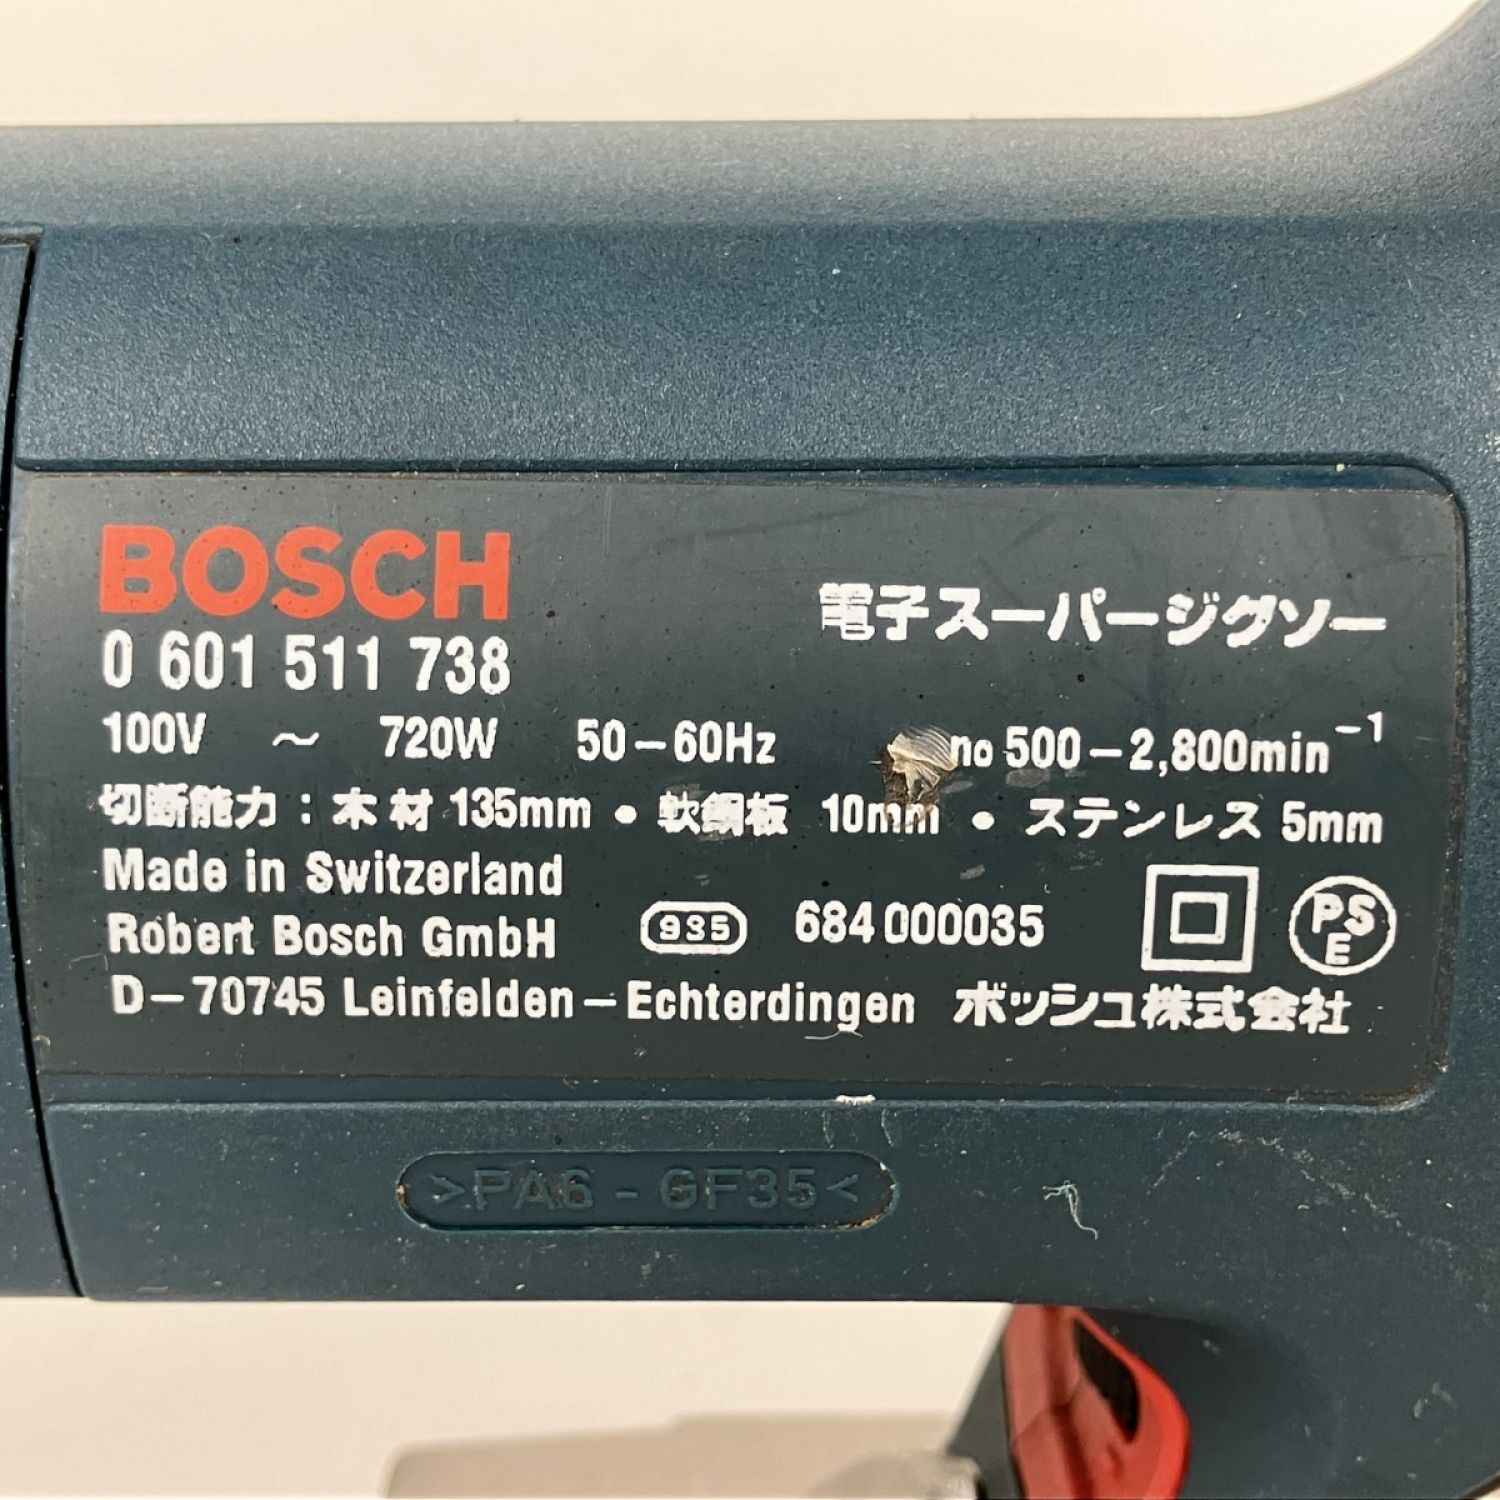 BOSCH
電子スーパージグソー
0 601 511 738
100V ～ 720W 50-60Hz no 500-2,800min⁻¹
切断能力：木材 135mm • 軟鋼板 10mm • ステンレス 5mm
Made in Switzerland
Robert Bosch GmbH 935 684 000035 PSE
D-70745 Leinfelden-Echterdingen ボッシュ株式会社
>PA6 - GF35<